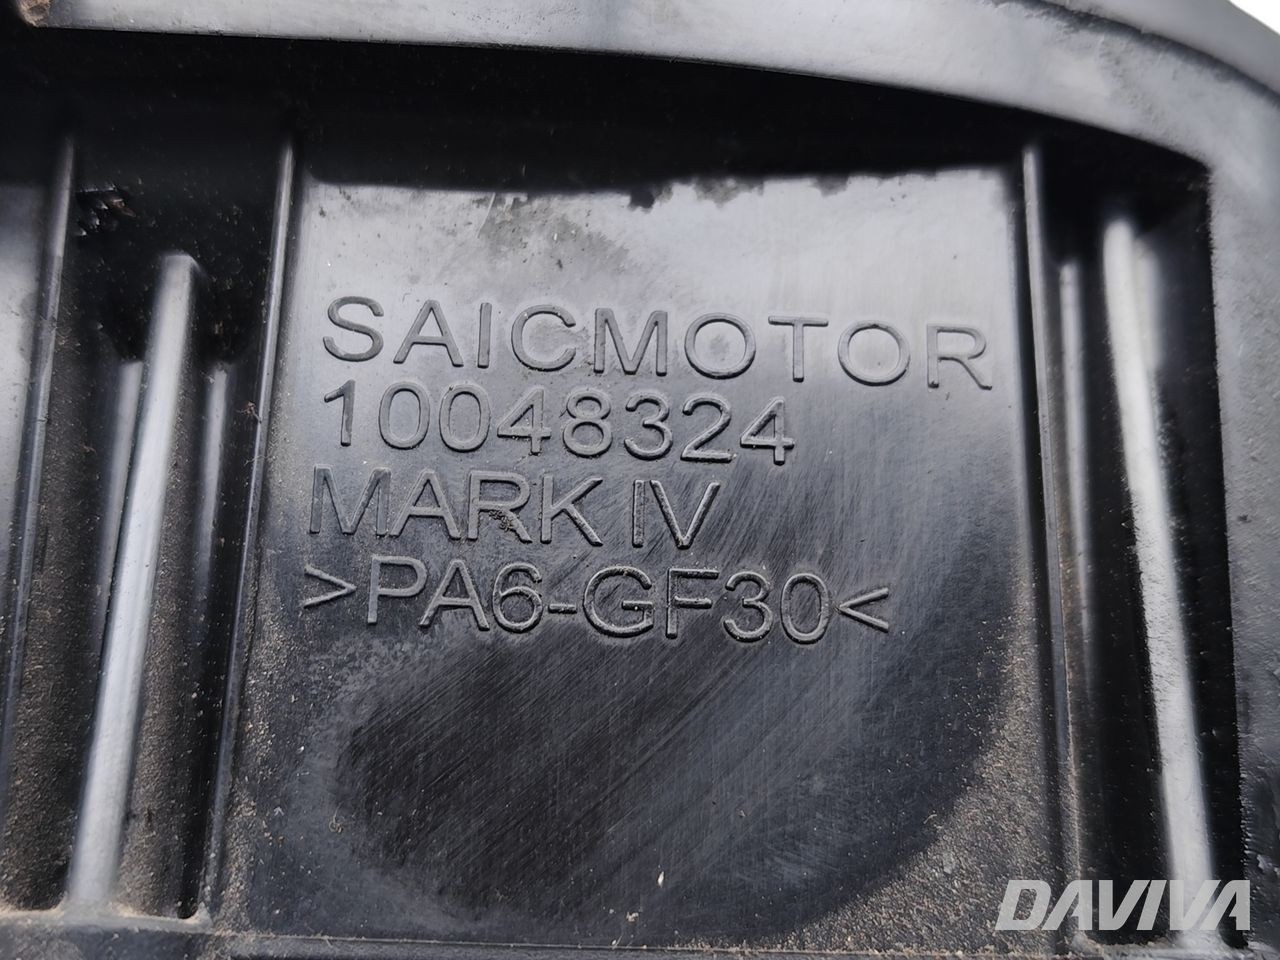 SAICMOTOR
10048324
MARK IV
>PA6-GF30<
DAVIVA